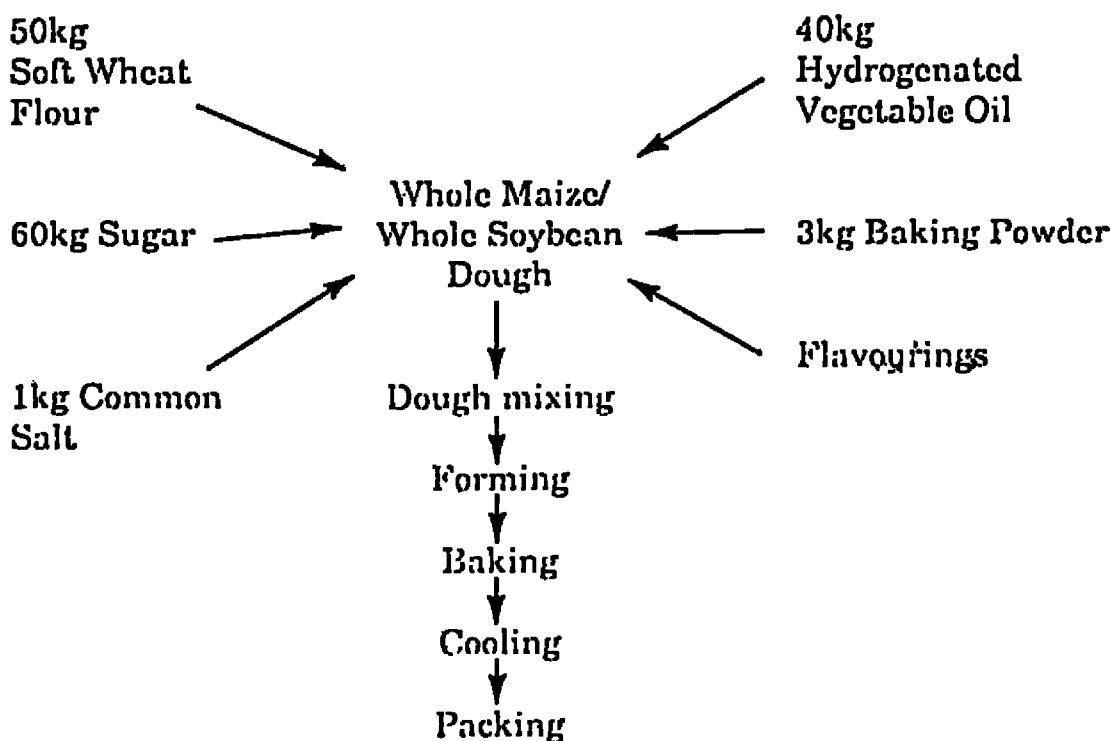 50kg
Soft Wheat
Flour
40kg
Hydrogenated
Vegetable Oil
Whole Maize/
Whole Soybean
Dough
60kg Sugar
3kg Baking Powder
1kg Common
Salt
Flavourings
Dough mixing
Forming
Baking
Cooling
Packing